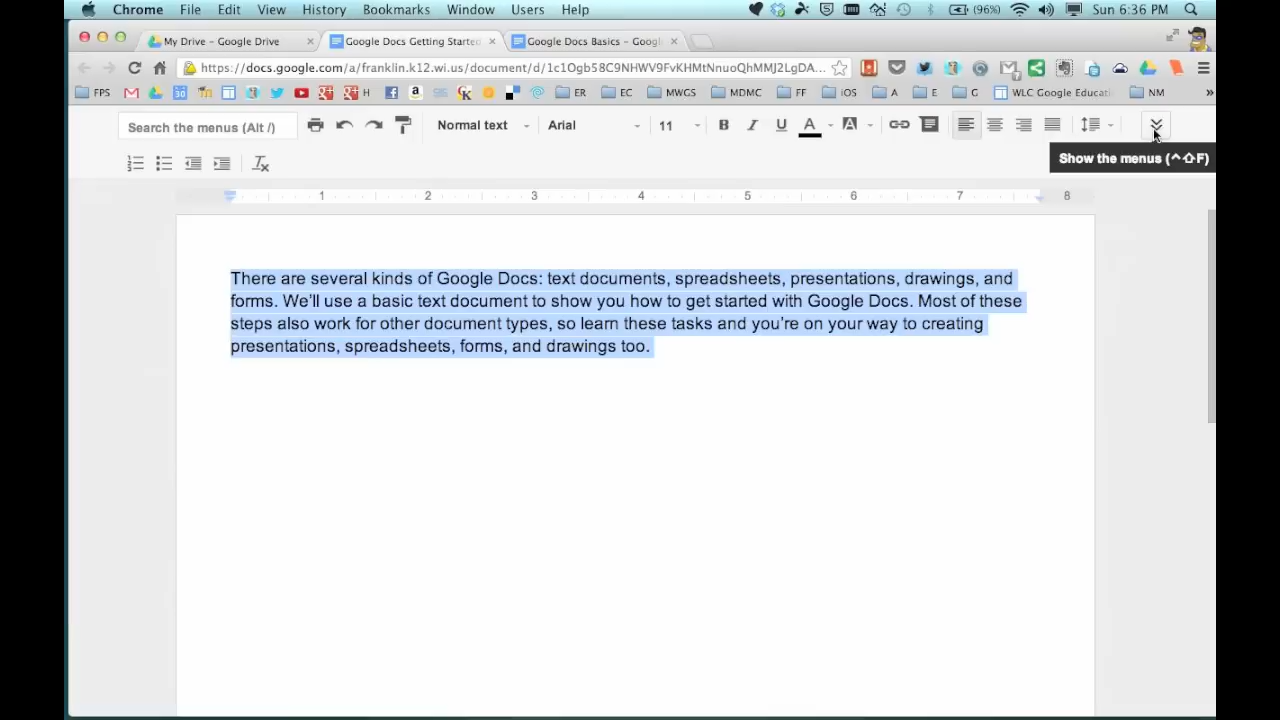 Chrome File Edit View History Bookmarks Window Users Help (96%) Sun 6:36 PM
My Drive – Google Drive Google Docs Getting Started Google Docs Basics – Googl
https://docs.google.com/a/franklin.k12.wi.us/document/d/1c1Ogb58C9NHWV9FvKHMtNnuoQhMMJ2LgDA...
FPS H ER EC MWGS MDMC FF iOS A E G WLC Google Educati NM »
Search the menus (Alt /) Normal text Arial 11 B I U A A
Show the menus (^⇧F)
1 2 3 4 5 6 7 8
There are several kinds of Google Docs: text documents, spreadsheets, presentations, drawings, and
forms. We'll use a basic text document to show you how to get started with Google Docs. Most of these
steps also work for other document types, so learn these tasks and you're on your way to creating
presentations, spreadsheets, forms, and drawings too.